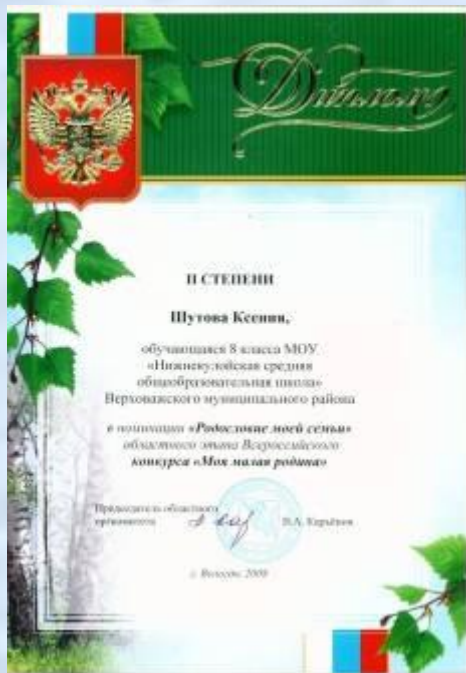 Диплом
II СТЕПЕНИ
Шутова Ксения,
обучающаяся 8 класса МОУ
«Нижнекулойская средняя
общеобразовательная школа»
Верховажского муниципального района
в номинации «Родословие моей семьи»
областного этапа Всероссийского
конкурса «Моя малая родина»
Председатель областного
оргкомитета В.А.
г. Вологда, 2008